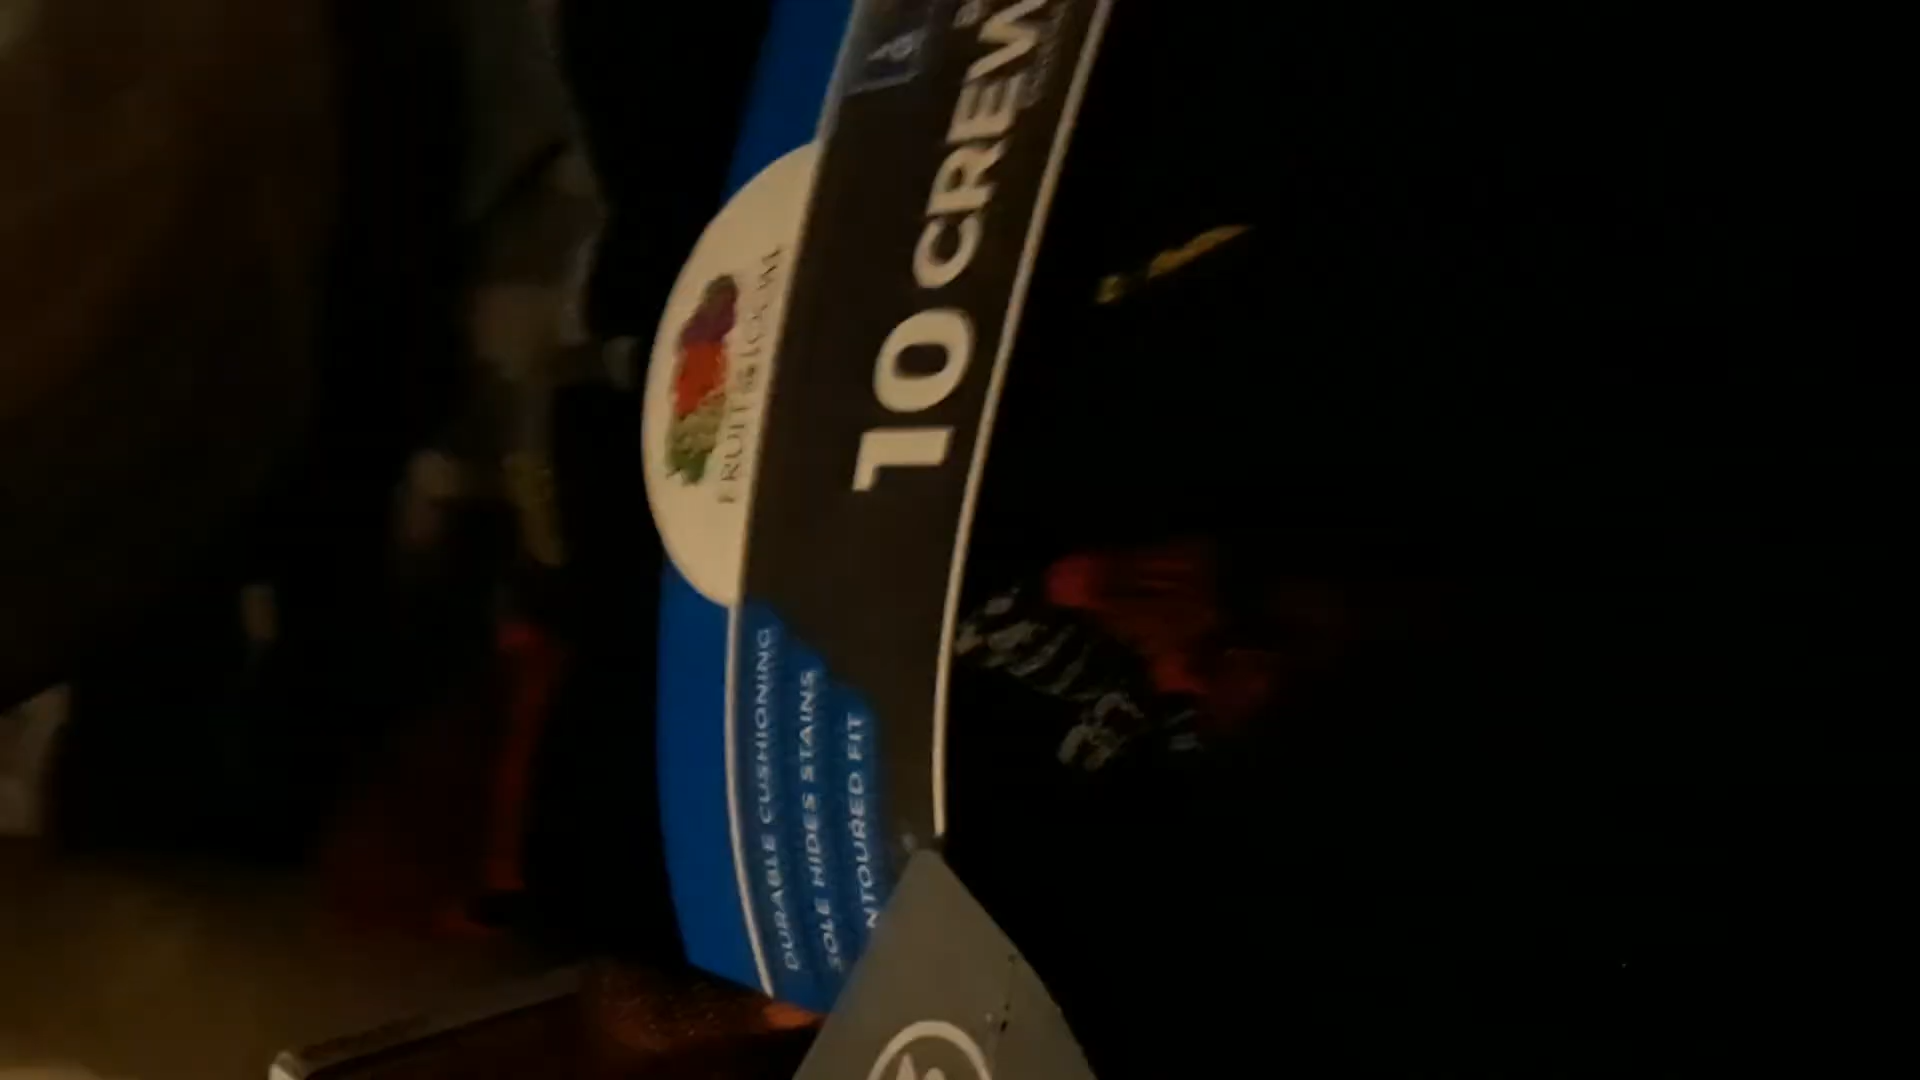 FRUIT OF THE LOOM
10 CREW
DURABLE CUSHIONING
SOLE HIDES STAINS
NTOURED FIT